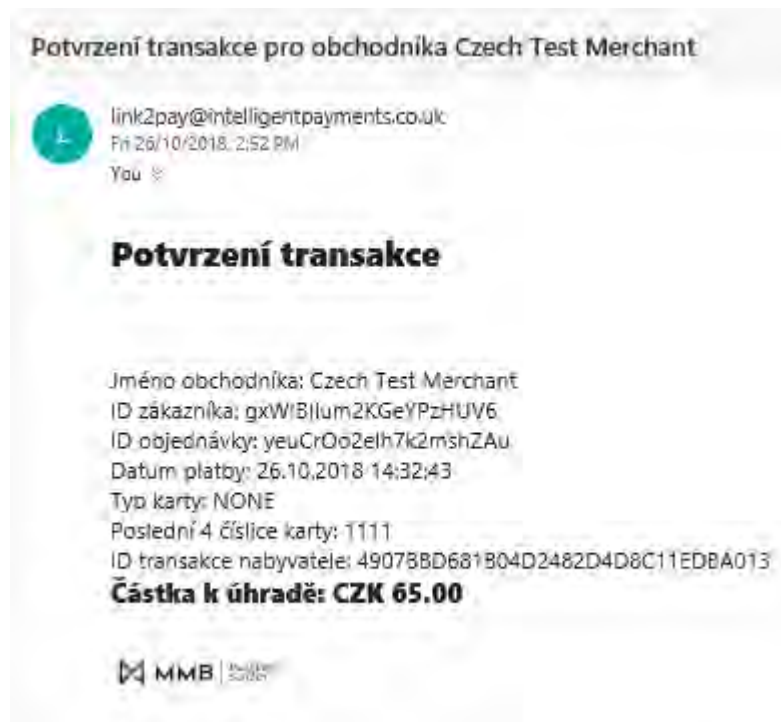 Potvrzení transakce pro obchodníka Czech Test Merchant
L
link2pay@intelligentpayments.co.uk
Fri 26/10/2018, 2:52 PM
You
Potvrzení transakce
Jméno obchodníka: Czech Test Merchant
ID zákazníka:
ID objednávky: yeuCrOo2elh7k2mshZAu
Datum platby: 26.10.2018 14:32:43
Typ karty: NONE
Poslední 4 číslice karty: 1111
ID transakce nabyvatele: 4907BBD681B04D2482D4D8C11EDBA013
Částka k úhradě: CZK 65.00
MMB